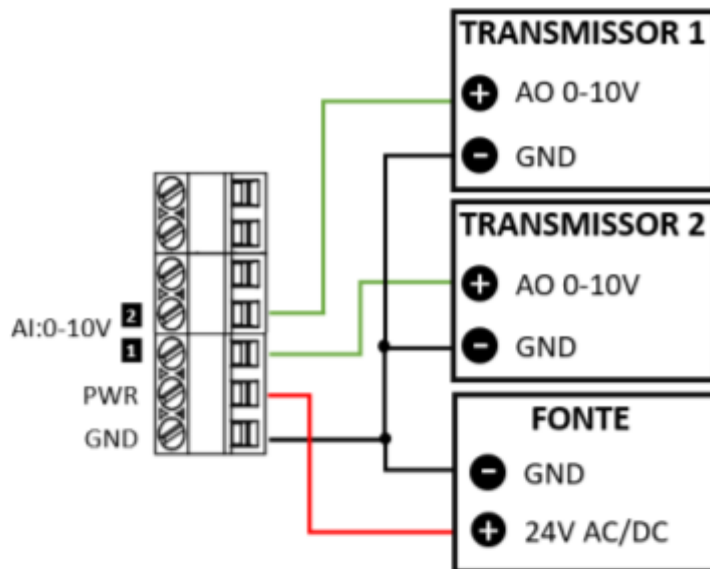 TRANSMISSOR 1
AO 0-10V
GND
TRANSMISSOR 2
AO 0-10V
GND
FONTE
GND
24V AC/DC
AI:0-10V
2
1
PWR
GND